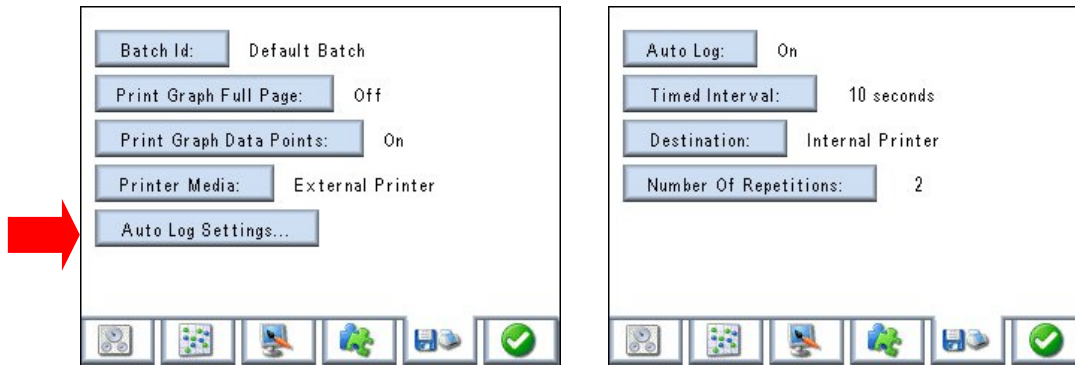 Batch Id: Default Batch
Print Graph Full Page: Off
Print Graph Data Points: On
Printer Media: External Printer
Auto Log Settings...
Auto Log: On
Timed Interval: 10 seconds
Destination: Internal Printer
Number Of Repetitions: 2